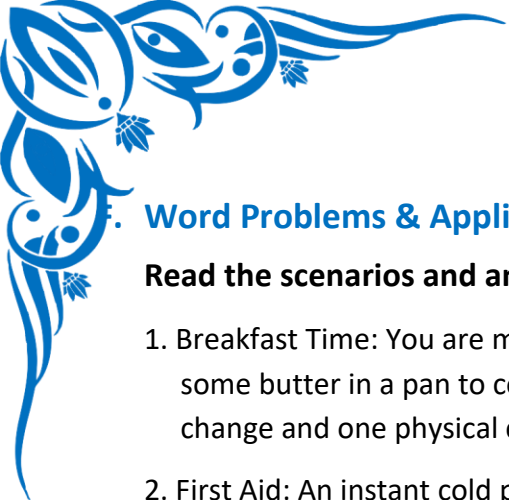 . Word Problems & Appli
Read the scenarios and an
1. Breakfast Time: You are m
some butter in a pan to c
change and one physical
2. First Aid: An instant cold p